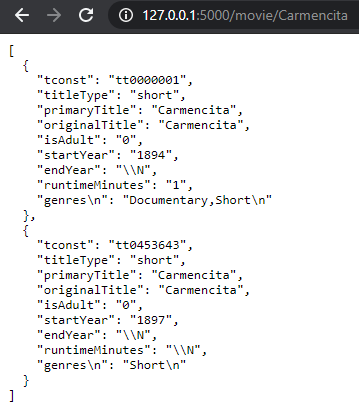 127.0.0.1:5000/movie/Carmencita
[
  {
    "tconst": "tt0000001",
    "titleType": "short",
    "primaryTitle": "Carmencita",
    "originalTitle": "Carmencita",
    "isAdult": "0",
    "startYear": "1894",
    "endYear": "\\N",
    "runtimeMinutes": "1",
    "genres\n": "Documentary,Short\n"
  },
  {
    "tconst": "tt0453643",
    "titleType": "short",
    "primaryTitle": "Carmencita",
    "originalTitle": "Carmencita",
    "isAdult": "0",
    "startYear": "1897",
    "endYear": "\\N",
    "runtimeMinutes": "\\N",
    "genres\n": "Short\n"
  }
]